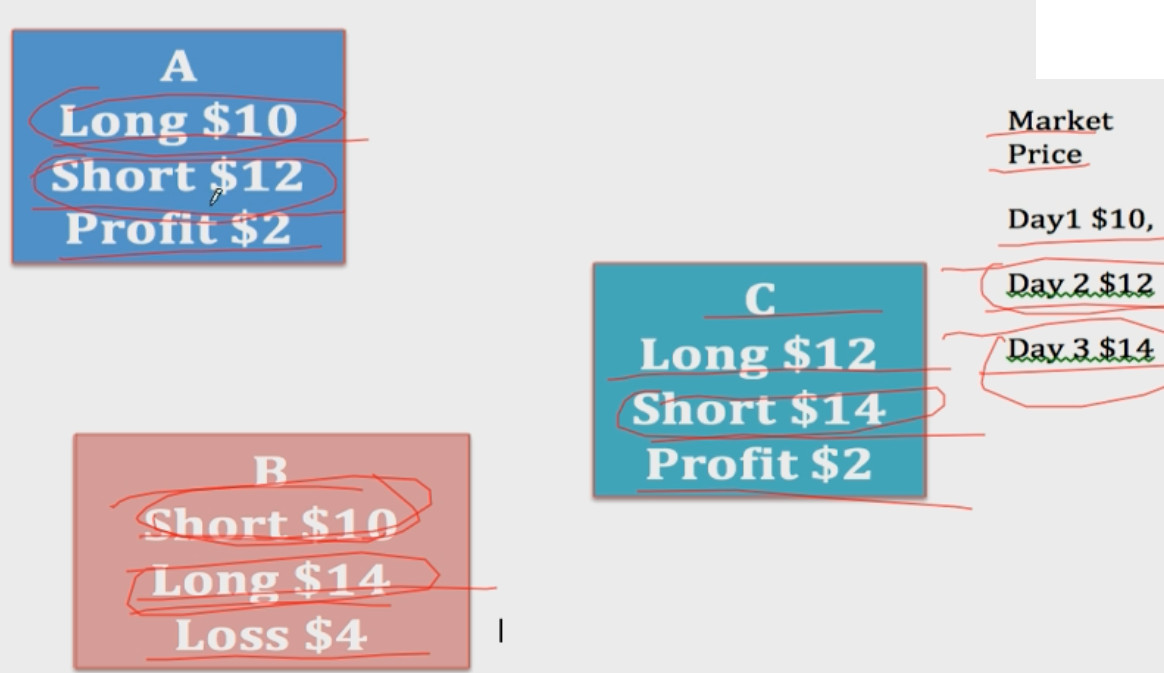 A
Long $10
Short $12
Profit $2
B
Short $10
Long $14
Loss $4
C
Long $12
Short $14
Profit $2
Market
Price
Day1 $10,
Day 2 $12
Day 3 $14